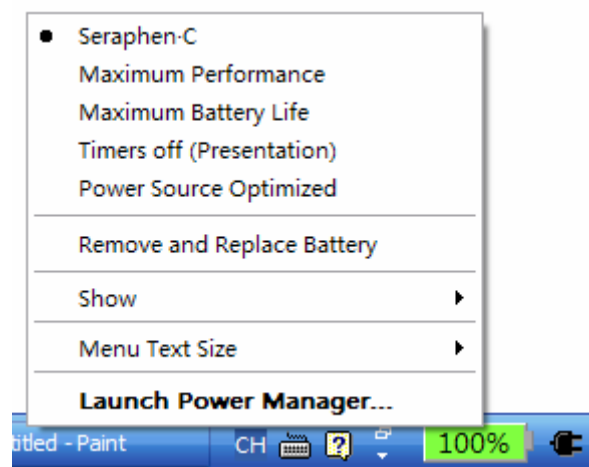 Seraphen·C
Maximum Performance
Maximum Battery Life
Timers off (Presentation)
Power Source Optimized
Remove and Replace Battery
Show
Menu Text Size
Launch Power Manager...
titled - Paint CH ? 100%